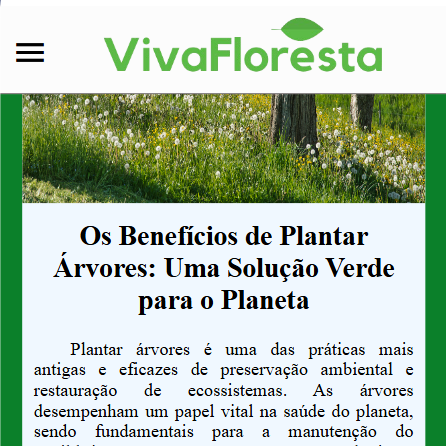 VivaFloresta
Os Benefícios de Plantar
Árvores: Uma Solução Verde
para o Planeta
Plantar árvores é uma das práticas mais
antigas e eficazes de preservação ambiental e
restauração de ecossistemas. As árvores
desempenham um papel vital na saúde do planeta,
sendo fundamentais para a manutenção do